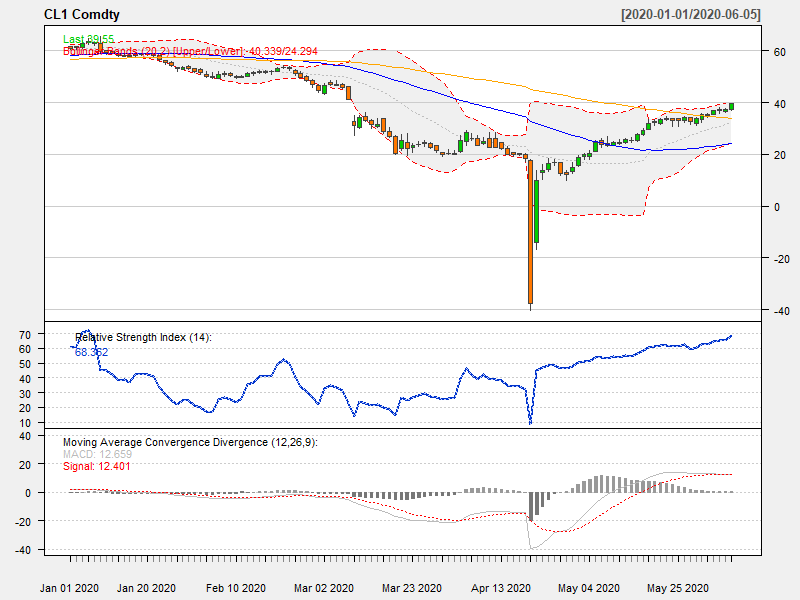 CL1 Comdty [2020-01-01/2020-06-05]
Last 39.55
Bollinger Bands (20,2) [Upper/Lower]: 40.339/24.294
60
40
20
0
-20
-40
Relative Strength Index (14):
68.362
70
60
50
40
30
20
10
Moving Average Convergence Divergence (12,26,9):
MACD: 12.659
Signal: 12.401
40
20
0
-20
-40
Jan 01 2020 Jan 20 2020 Feb 10 2020 Mar 02 2020 Mar 23 2020 Apr 13 2020 May 04 2020 May 25 2020